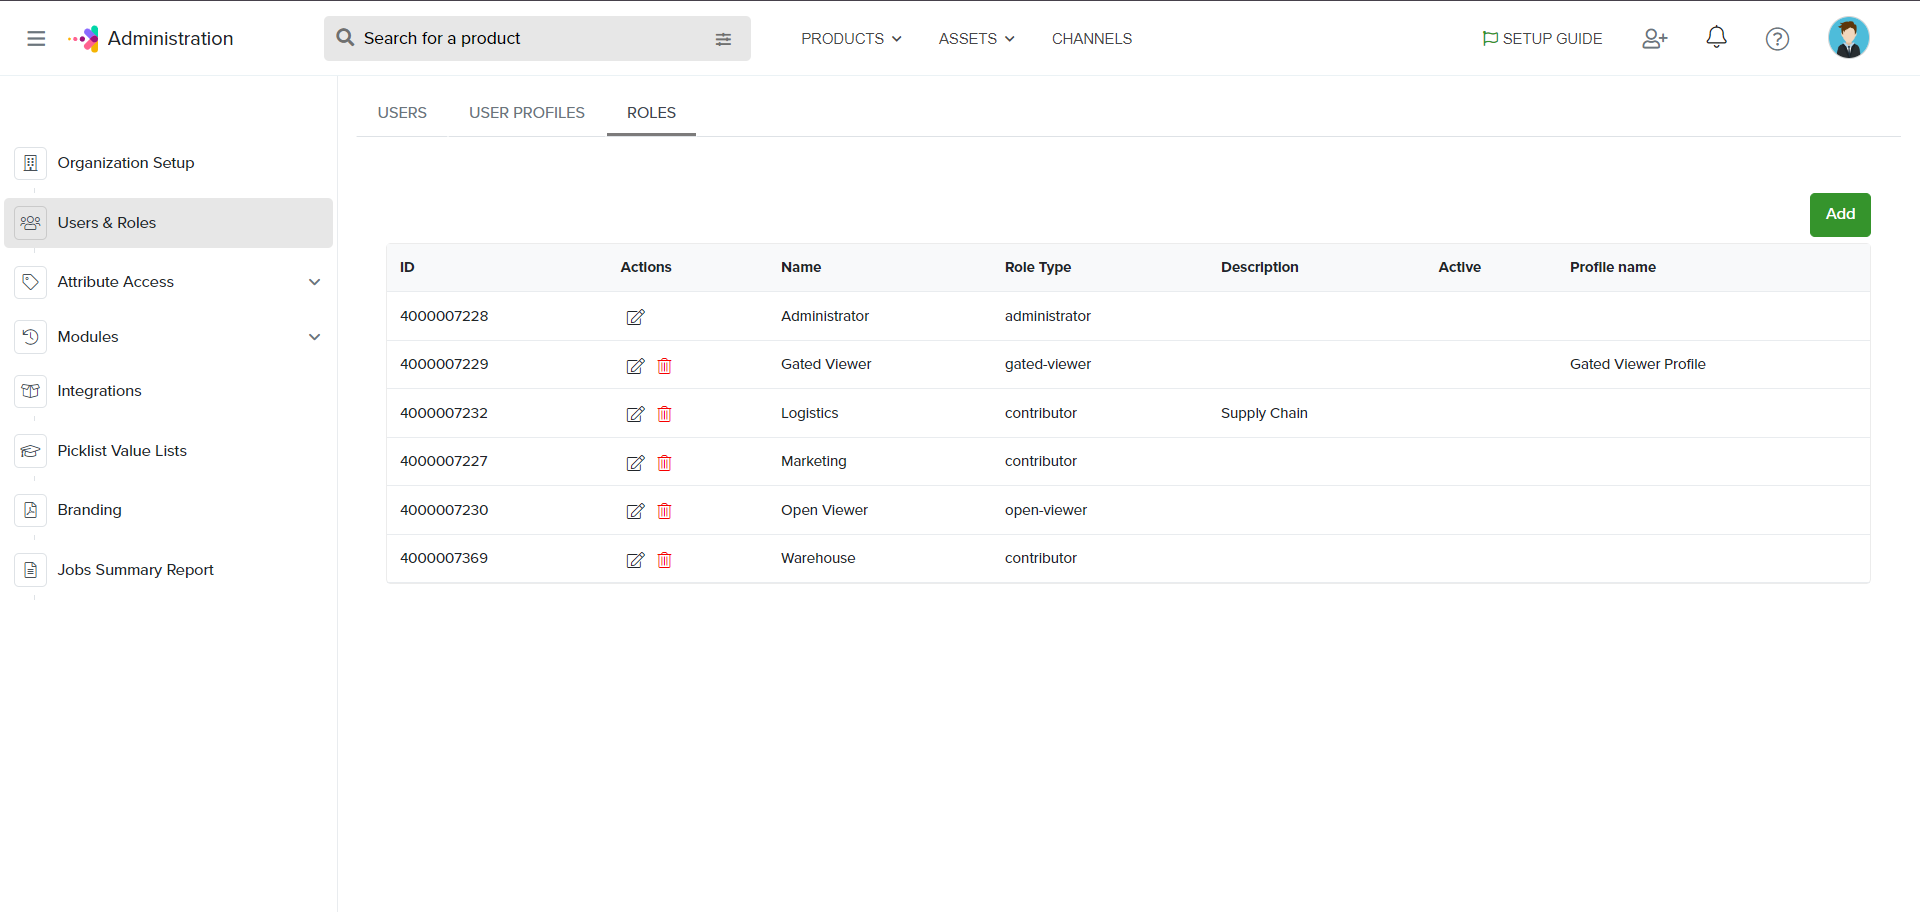 Administration
Search for a product
PRODUCTS
ASSETS
CHANNELS
SETUP GUIDE
USERS
USER PROFILES
ROLES
Organization Setup
Users & Roles
Attribute Access
Modules
Integrations
Picklist Value Lists
Branding
Jobs Summary Report
Add
ID Actions Name Role Type Description Active Profile name
4000007228 Administrator administrator
4000007229 Gated Viewer gated-viewer Gated Viewer Profile
4000007232 Logistics contributor Supply Chain
4000007227 Marketing contributor
4000007230 Open Viewer open-viewer
4000007369 Warehouse contributor